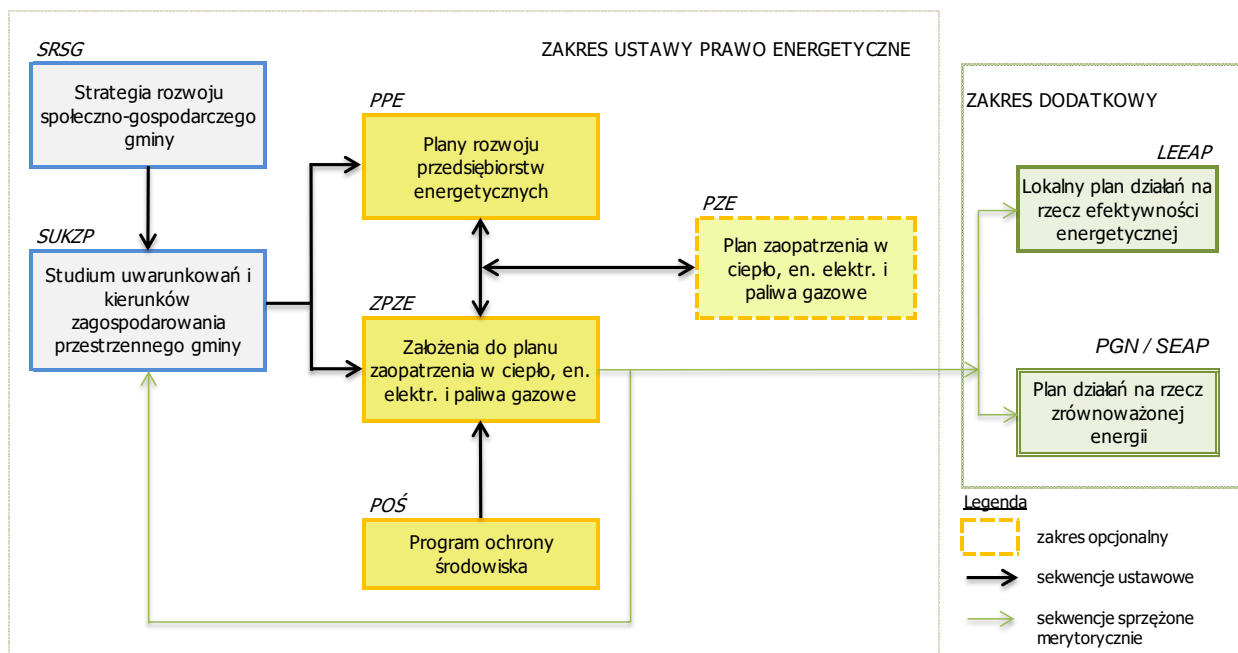 ZAKRES USTAWY PRAWO ENERGETYCZNE
SRSG
Strategia rozwoju
społeczno-gospodarczego
gminy
SUKZP
Studium uwarunkowań i
kierunków
zagospodarowania
przestrzennego gminy
PPE
Plany rozwoju
przedsiębiorstw
energetycznych
ZPZE
Założenia do planu
zaopatrzenia w ciepło, en.
elektr. i paliwa gazowe
POŚ
Program ochrony
środowiska
PZE
Plan zaopatrzenia w
ciepło, en. elektr. i
paliwa gazowe
ZAKRES DODATKOWY
LEEAP
Lokalny plan działań na
rzecz efektywności
energetycznej
PGN / SEAP
Plan działań na rzecz
zrównoważonej
energii
Legenda
zakres opcjonalny
sekwencje ustawowe
sekwencje sprzężone
merytorycznie